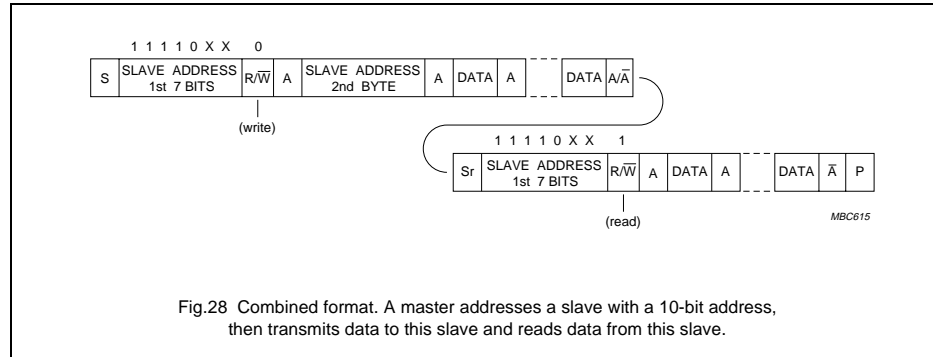 1 1 1 1 0 X X 0
S SLAVE ADDRESS 1st 7 BITS R/W̅ A SLAVE ADDRESS 2nd BYTE A DATA A DATA A/A̅
(write)
1 1 1 1 0 X X 1
Sr SLAVE ADDRESS 1st 7 BITS R/W̅ A DATA A DATA A̅ P
(read)
MBC615
Fig.28 Combined format. A master addresses a slave with a 10-bit address,
then transmits data to this slave and reads data from this slave.